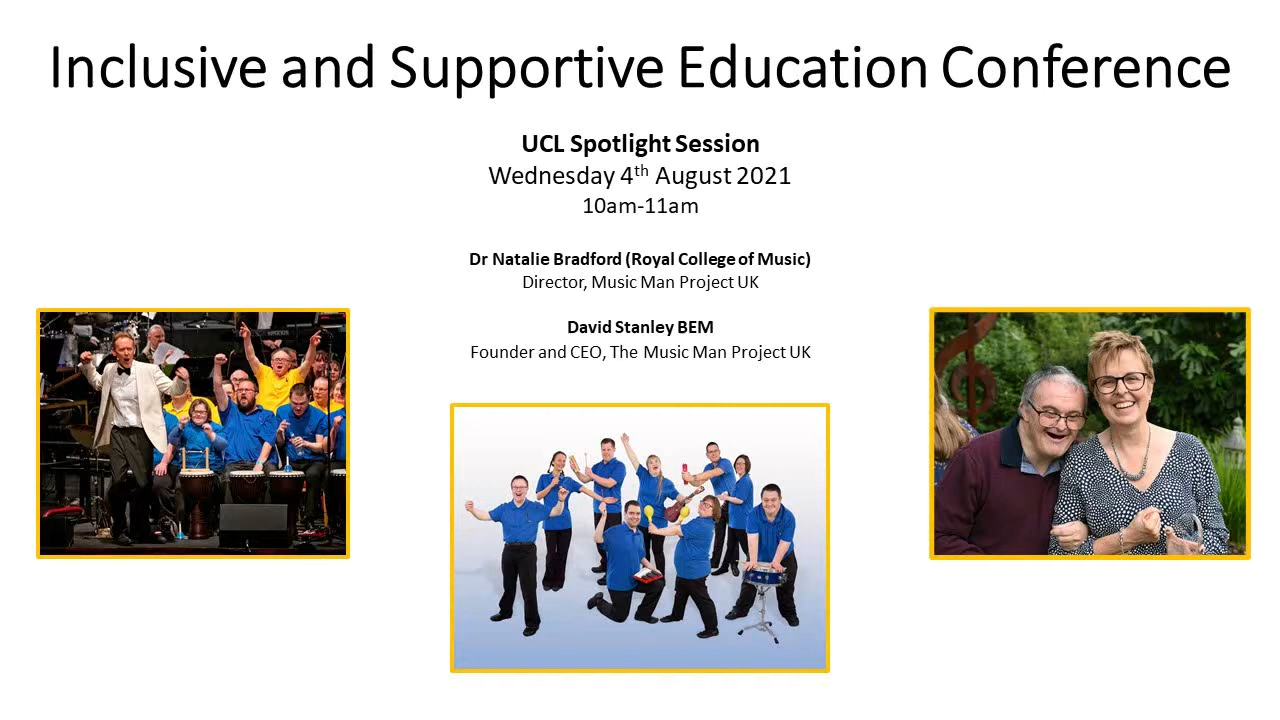 Inclusive and Supportive Education Conference
UCL Spotlight Session
Wednesday 4th August 2021
10am-11am
Dr Natalie Bradford (Royal College of Music)
Director, Music Man Project UK
David Stanley BEM
Founder and CEO, The Music Man Project UK